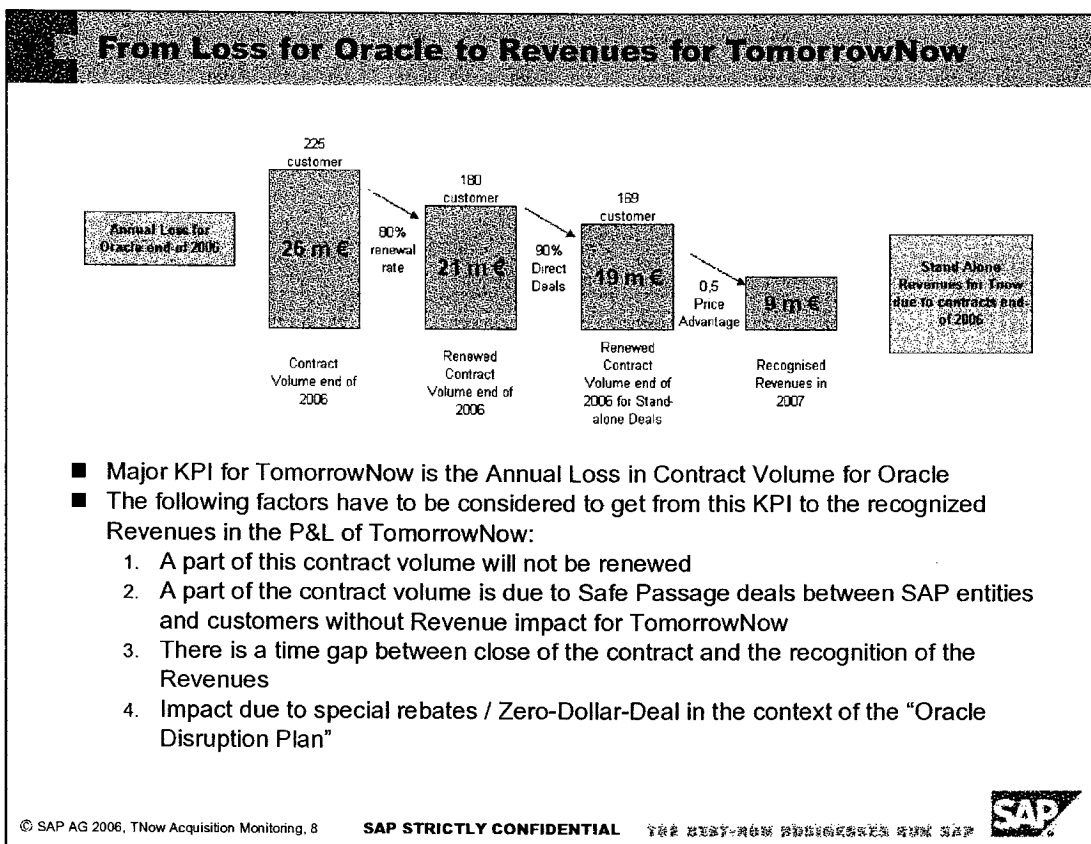 From Loss for Oracle to Revenues for TomorrowNow
225
customer
180
customer
169
customer
Annual Loss for
Oracle end of 2006
26 m €
80%
renewal
rate
21 m €
90%
Direct
Deals
19 m €
0,5
Price
Advantage
9 m €
Stand Alone
Revenues for Tnow
due to contracts end
of 2006
Contract
Volume end of
2006
Renewed
Contract
Volume end of
2006
Renewed
Contract
Volume end of
2006 for Stand-
alone Deals
Recognised
Revenues in
2007
■ Major KPI for TomorrowNow is the Annual Loss in Contract Volume for Oracle
■ The following factors have to be considered to get from this KPI to the recognized
Revenues in the P&L of TomorrowNow:
1. A part of this contract volume will not be renewed
2. A part of the contract volume is due to Safe Passage deals between SAP entities
and customers without Revenue impact for TomorrowNow
3. There is a time gap between close of the contract and the recognition of the
Revenues
4. Impact due to special rebates / Zero-Dollar-Deal in the context of the “Oracle
Disruption Plan”
© SAP AG 2006, TNow Acquisition Monitoring, 8
SAP STRICTLY CONFIDENTIAL
THE BEST-RUN BUSINESSES RUN SAP
SAP